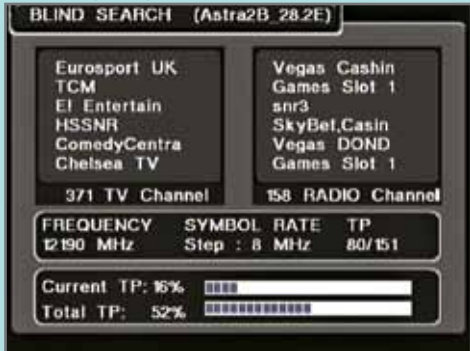 BLIND SEARCH (Astra2B_28.2E)
Eurosport UK
TCM
E! Entertain
HSSNR
ComedyCentra
Chelsea TV
371 TV Channel
Vegas Cashin
Games Slot 1
snr3
SkyBet,Casin
Vegas DOND
Games Slot 1
158 RADIO Channel
FREQUENCY SYMBOL RATE TP
12190 MHz Step : 8 MHz 80/151
Current TP: 16%
Total TP: 52%